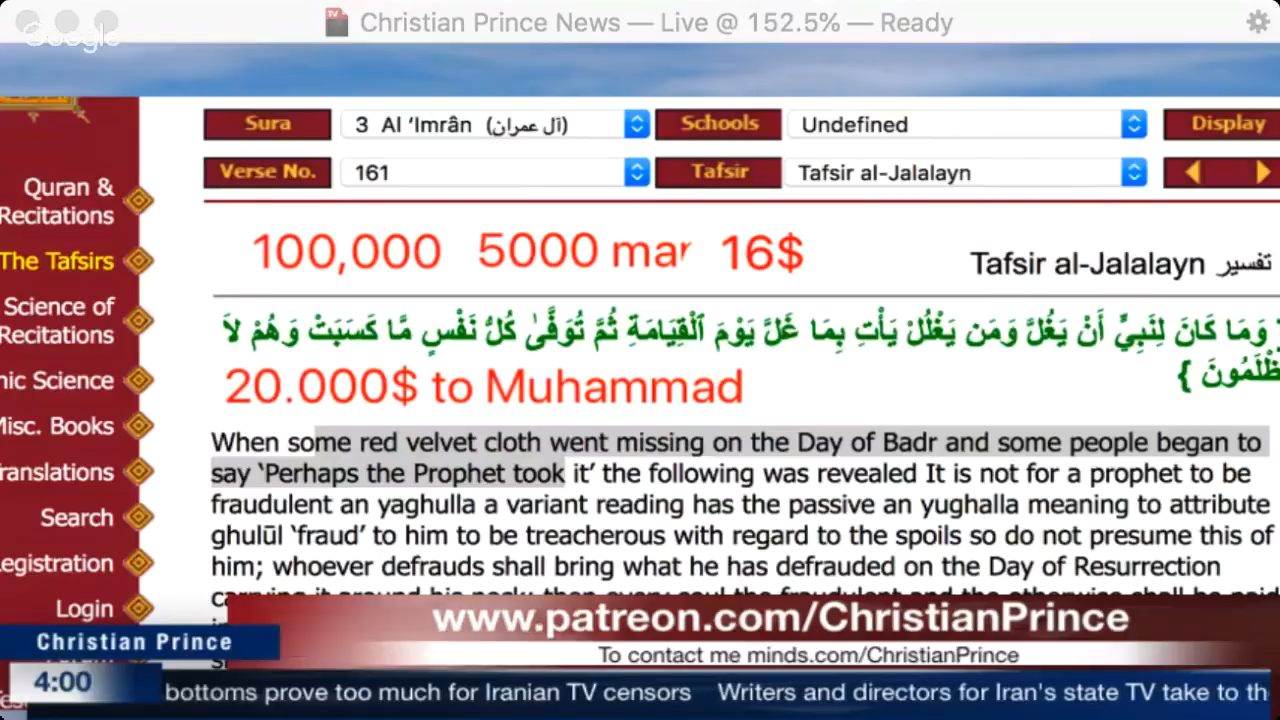 Christian Prince News — Live @ 152.5% — Ready
Google
Sura
3 Al ‘Imrân (آل عمران)
Schools
Undefined
Display
Verse No.
161
Tafsir
Tafsir al-Jalalayn
Quran &
Recitations
The Tafsirs
Science of
Recitations
Science
Misc. Books
Search
Login
100,000 5000 mar 16$
Tafsir al-Jalalayn تفسير
وَمَا كَانَ لِنَبِيٍّ أَنْ يَغُلَّ وَمَن يَغْلُلْ يَأْتِ بِمَا غَلَّ يَوْمَ ٱلْقِيَامَةِ ثُمَّ تُوَفَّىٰ كُلُّ نَفْسٍ مَّا كَسَبَتْ وَهُمْ لاَ
20.000$ to Muhammad
When some red velvet cloth went missing on the Day of Badr and some people began to
say ‘Perhaps the Prophet took it’ the following was revealed It is not for a prophet to be
fraudulent an yaghulla a variant reading has the passive an yughalla meaning to attribute
ghulūl ‘fraud’ to him to be treacherous with regard to the spoils so do not presume this of
him; whoever defrauds shall bring what he has defrauded on the Day of Resurrection
www.patreon.com/ChristianPrince
To contact me minds.com/ChristianPrince
Christian Prince
4:00
bottoms prove too much for Iranian TV censors Writers and directors for Iran's state TV take to th